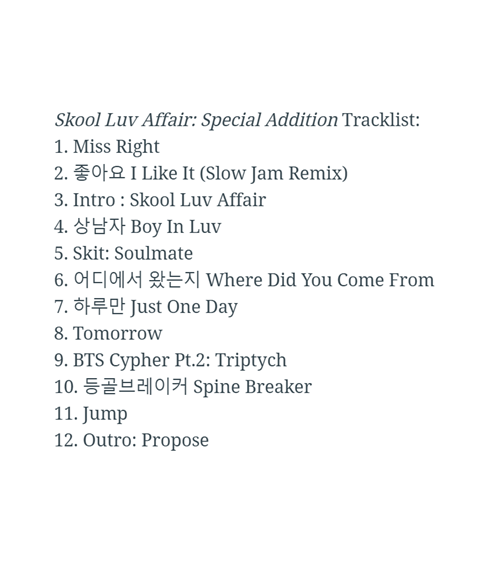 Skool Luv Affair: Special Addition Tracklist:
1. Miss Right
2. 좋아요 I Like It (Slow Jam Remix)
3. Intro : Skool Luv Affair
4. 상남자 Boy In Luv
5. Skit: Soulmate
6. 어디에서 왔는지 Where Did You Come From
7. 하루만 Just One Day
8. Tomorrow
9. BTS Cypher Pt.2: Triptych
10. 등골브레이커 Spine Breaker
11. Jump
12. Outro: Propose